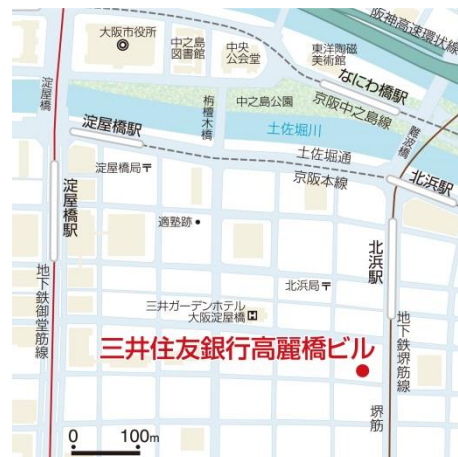 阪神高速環状線
大阪市役所
中之島
図書館
中央
公会堂
東洋陶磁
美術館
なにわ橋駅
淀屋橋
栴檀木橋
中之島公園
京阪中之島線
土佐堀川
難波橋
淀屋橋駅
土佐堀通
京阪本線
北浜駅
淀屋橋局〒
淀屋橋駅
適塾跡
北浜駅
北浜局〒
三井ガーデンホテル
大阪淀屋橋 H
地下鉄御堂筋線
地下鉄堺筋線
三井住友銀行高麗橋ビル
堺筋
0 100m